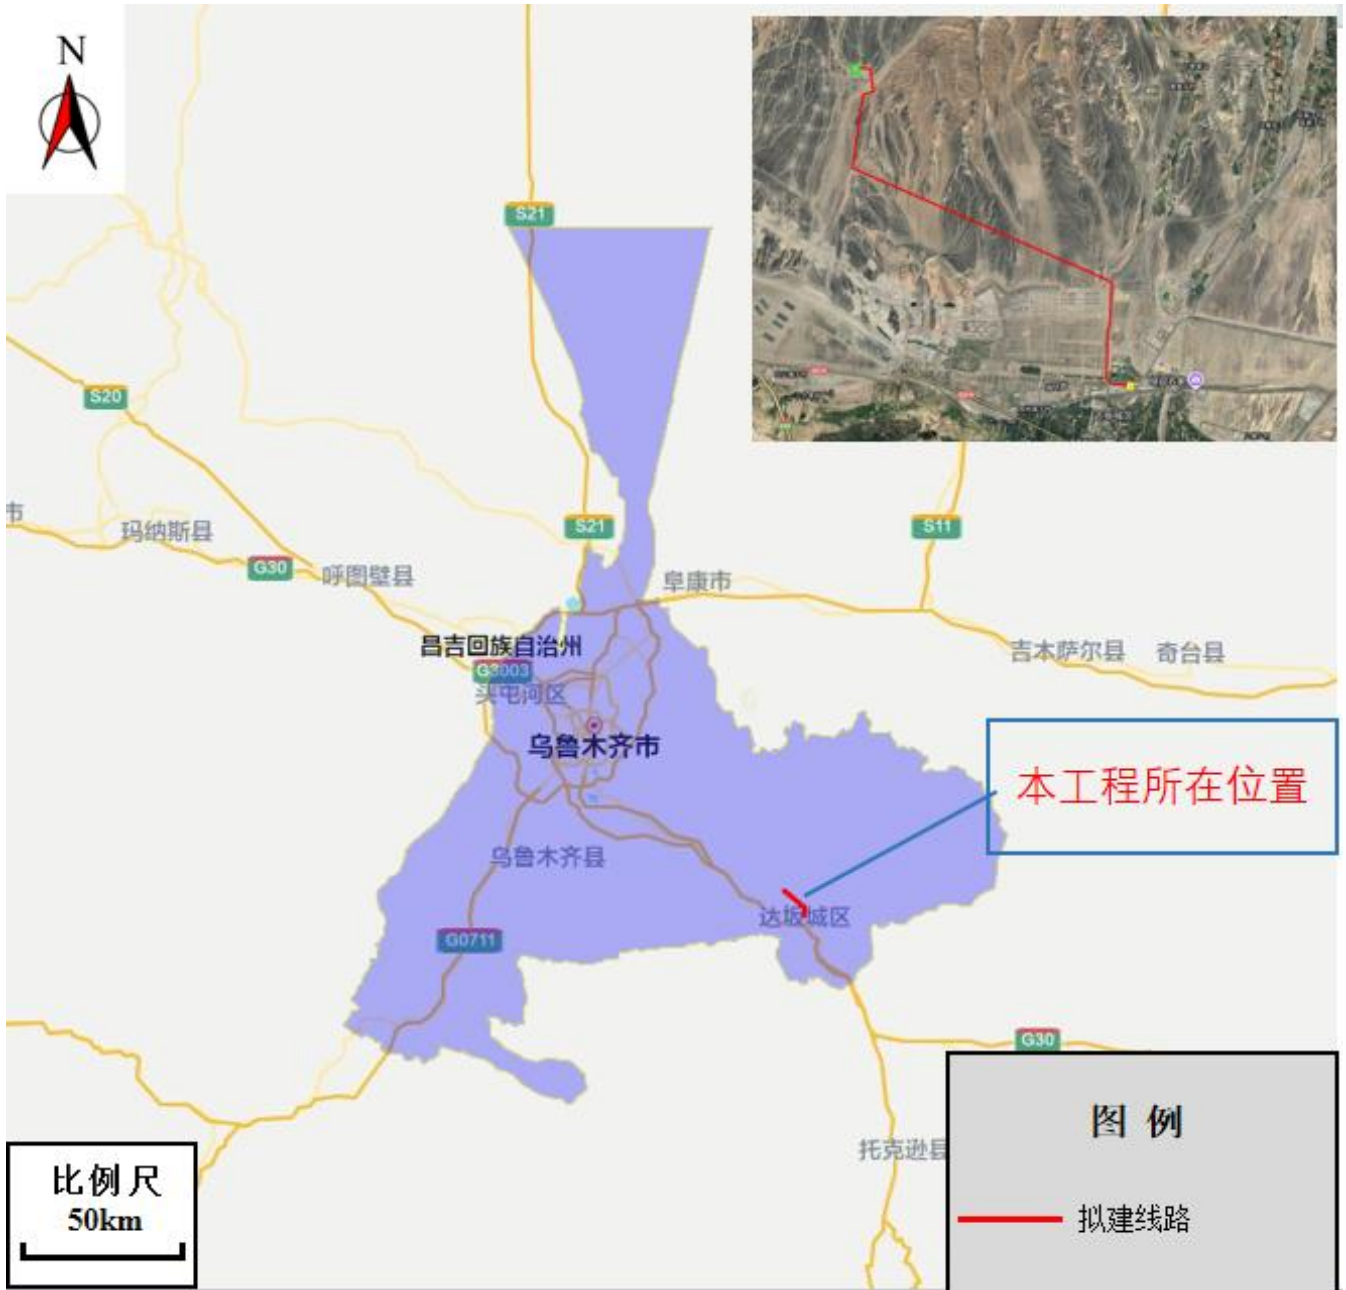 N
S21
S20
S21
S11
市
玛纳斯县
G30
呼图壁县
阜康市
昌吉回族自治州
G3003
头屯河区
吉木萨尔县
奇台县
乌鲁木齐市
本工程所在位置
乌鲁木齐县
达坂城区
G0711
G30
图 例
托克逊县
比例尺
50km
拟建线路